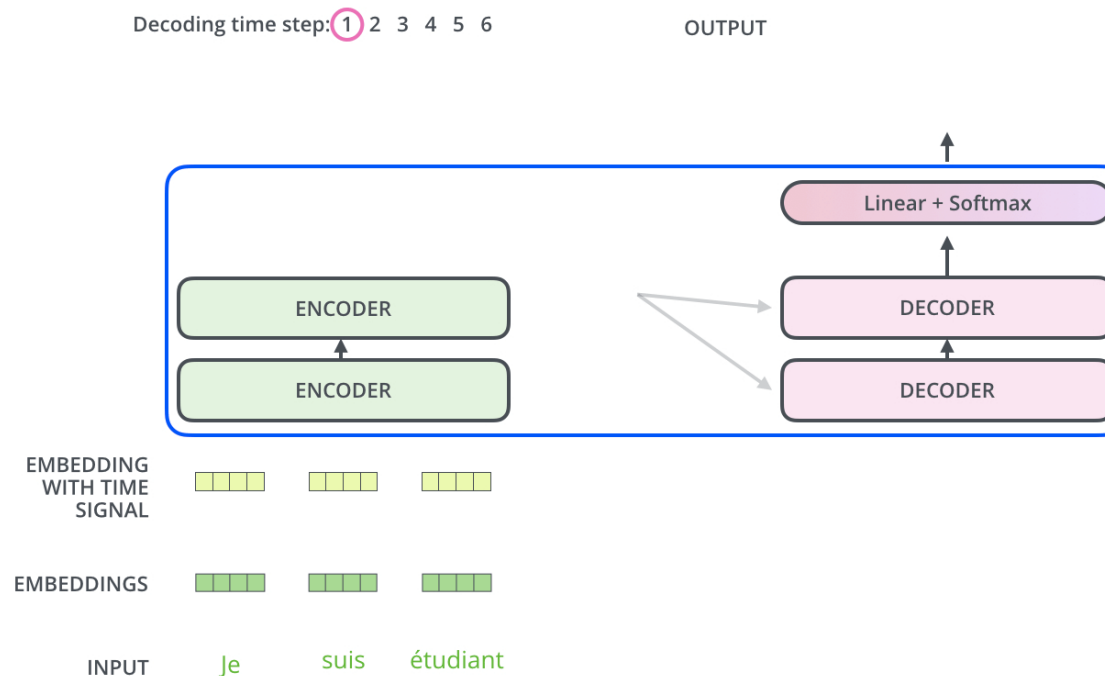 Decoding time step: 1 2 3 4 5 6
OUTPUT
Linear + Softmax
ENCODER
DECODER
ENCODER
DECODER
EMBEDDING
WITH TIME
SIGNAL
EMBEDDINGS
INPUT
Je suis étudiant